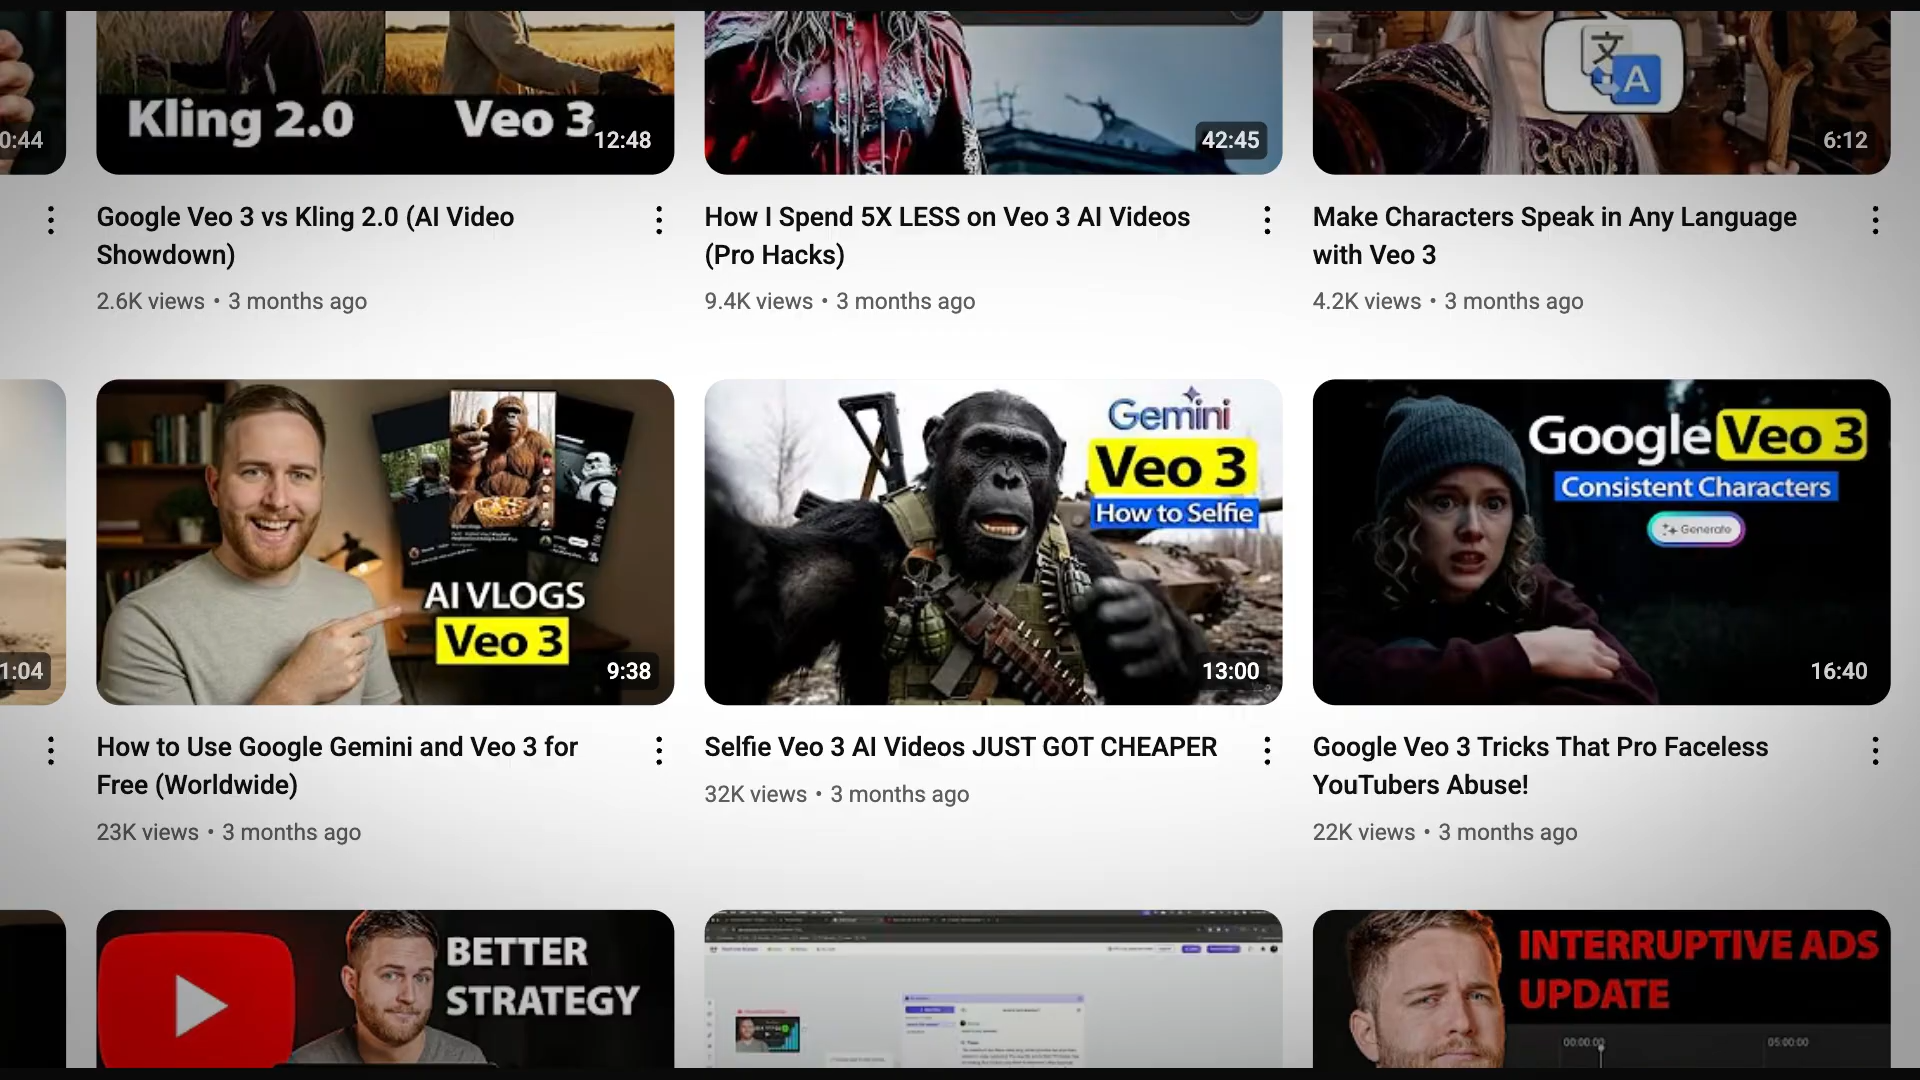 Kling 2.0
Veo 3
0:44
12:48
42:45
文
A
6:12
Google Veo 3 vs Kling 2.0 (AI Video
Showdown)
2.6K views • 3 months ago
How I Spend 5X LESS on Veo 3 AI Videos
(Pro Hacks)
9.4K views • 3 months ago
Make Characters Speak in Any Language
with Veo 3
4.2K views • 3 months ago
1:04
AI VLOGS
Veo 3
9:38
Gemini
Veo 3
How to Selfie
13:00
Google Veo 3
Consistent Characters
Generate
16:40
How to Use Google Gemini and Veo 3 for
Free (Worldwide)
23K views • 3 months ago
Selfie Veo 3 AI Videos JUST GOT CHEAPER
32K views • 3 months ago
Google Veo 3 Tricks That Pro Faceless
YouTubers Abuse!
22K views • 3 months ago
BETTER
STRATEGY
INTERRUPTIVE ADS
UPDATE
00:00:00
05:00:00